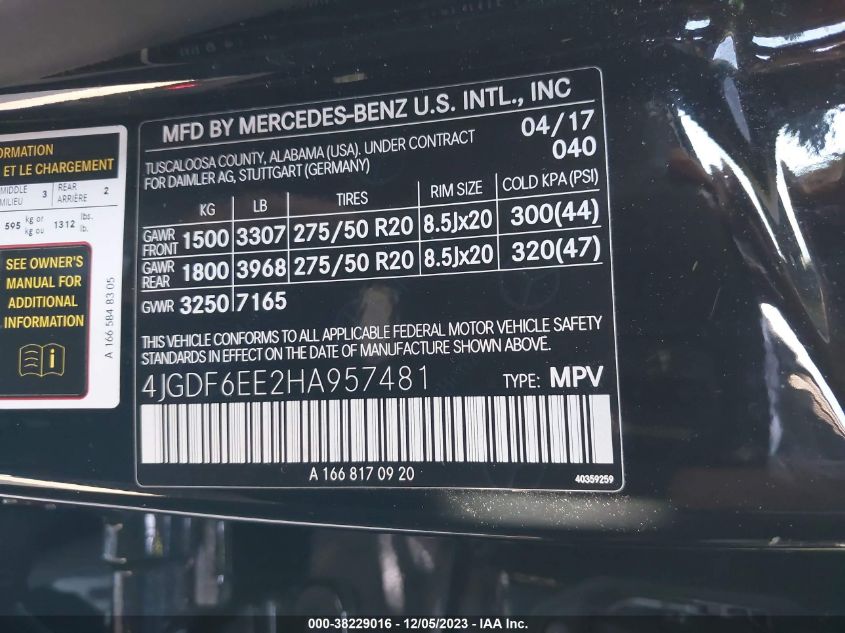 ORMATION
ET LE CHARGEMENT
MIDDLE
MILIEU
3
REAR
ARRIÈRE
2
595 kg or
kg ou
1312 lbs.
lb.
SEE OWNER'S
MANUAL FOR
ADDITIONAL
INFORMATION
A 166 584 83 05
MFD BY MERCEDES-BENZ U.S. INTL., INC
TUSCALOOSA COUNTY, ALABAMA (USA). UNDER CONTRACT
FOR DAIMLER AG, STUTTGART (GERMANY)
04/17
040
KG LB TIRES RIM SIZE COLD KPA (PSI)
GAWR
FRONT 1500 3307 275/50 R20 8.5Jx20 300(44)
GAWR
REAR 1800 3968 275/50 R20 8.5Jx20 320(47)
GVWR 3250 7165
THIS VEHICLE CONFORMS TO ALL APPLICABLE FEDERAL MOTOR VEHICLE SAFETY
STANDARDS IN EFFECT ON THE DATE OF MANUFACTURE SHOWN ABOVE.
4JGDF6EE2HA957481 TYPE: MPV
A 166 817 09 20
40359259
000-38229016 - 12/05/2023 - IAA Inc.